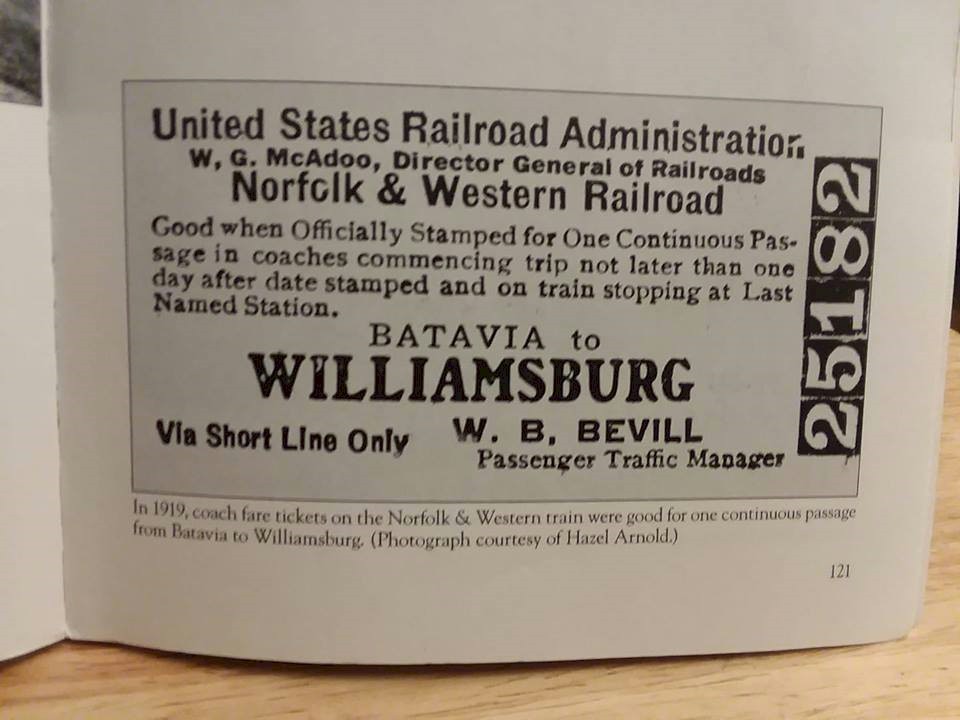 United States Railroad Administration
W. G. McAdoo, Director General of Railroads
Norfolk & Western Railroad
Good when Officially Stamped for One Continuous Pas-
sage in coaches commencing trip not later than one
day after date stamped and on train stopping at Last
Named Station.
BATAVIA to
WILLIAMSBURG
Via Short Line Only
W. B. BEVILL
Passenger Traffic Manager
25182
In 1919, coach fare tickets on the Norfolk & Western train were good for one continuous passage
from Batavia to Williamsburg. (Photograph courtesy of Hazel Arnold.)
121